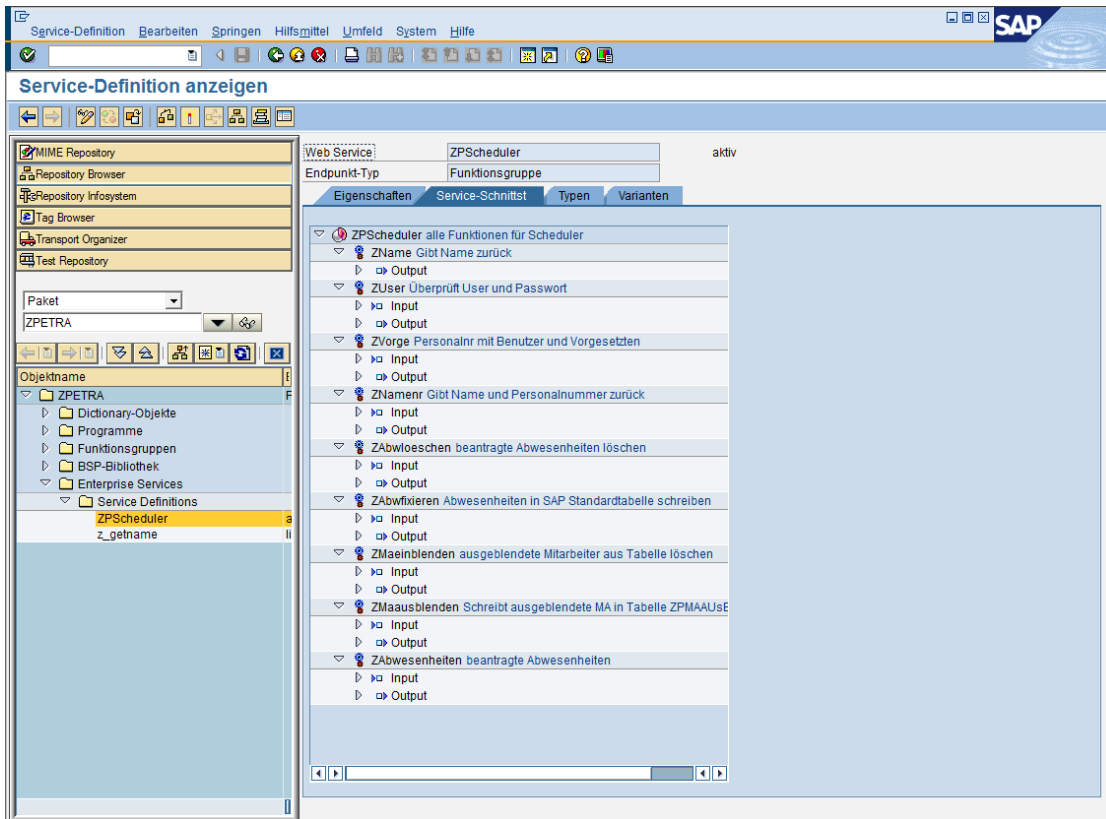 Service-Definition Bearbeiten Springen Hilfsmittel Umfeld System Hilfe
SAP
Service-Definition anzeigen
MIME Repository
Repository Browser
Repository Infosystem
Tag Browser
Transport Organizer
Test Repository
Paket
ZPETRA
Objektname
ZPETRA
Dictionary-Objekte
Programme
Funktionsgruppen
BSP-Bibliothek
Enterprise Services
Service Definitions
ZPScheduler a
z_getname li
Web Service ZPScheduler aktiv
Endpunkt-Typ Funktionsgruppe
Eigenschaften Service-Schnittst Typen Varianten
ZPScheduler alle Funktionen für Scheduler
ZName Gibt Name zurück
Output
ZUser Überprüft User und Passwort
Input
Output
ZVorge Personalnr mit Benutzer und Vorgesetzten
Input
Output
ZNamenr Gibt Name und Personalnummer zurück
Input
Output
ZAbwloeschen beantragte Abwesenheiten löschen
Input
Output
ZAbwfixieren Abwesenheiten in SAP Standardtabelle schreiben
Input
Output
ZMaeinblenden ausgeblendete Mitarbeiter aus Tabelle löschen
Input
Output
ZMaausblenden Schreibt ausgeblendete MA in Tabelle ZPMAAUsE
Input
Output
ZAbwesenheiten beantragte Abwesenheiten
Input
Output